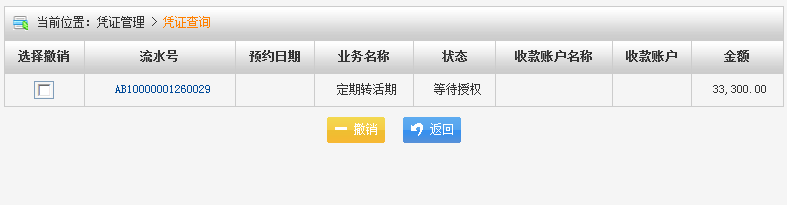 当前位置：凭证管理 > 凭证查询
选择撤销 流水号 预约日期 业务名称 状态 收款账户名称 收款账户 金额
AB10000001260029 定期转活期 等待授权 33,300.00
撤销 返回